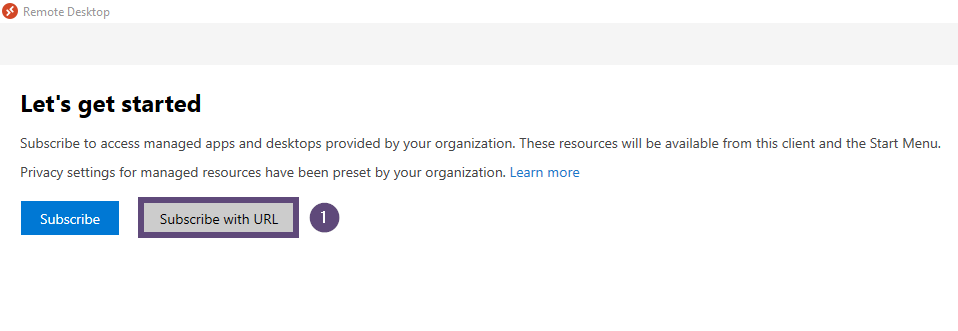 Remote Desktop
Let's get started
Subscribe to access managed apps and desktops provided by your organization. These resources will be available from this client and the Start Menu.
Privacy settings for managed resources have been preset by your organization. Learn more
Subscribe Subscribe with URL 1